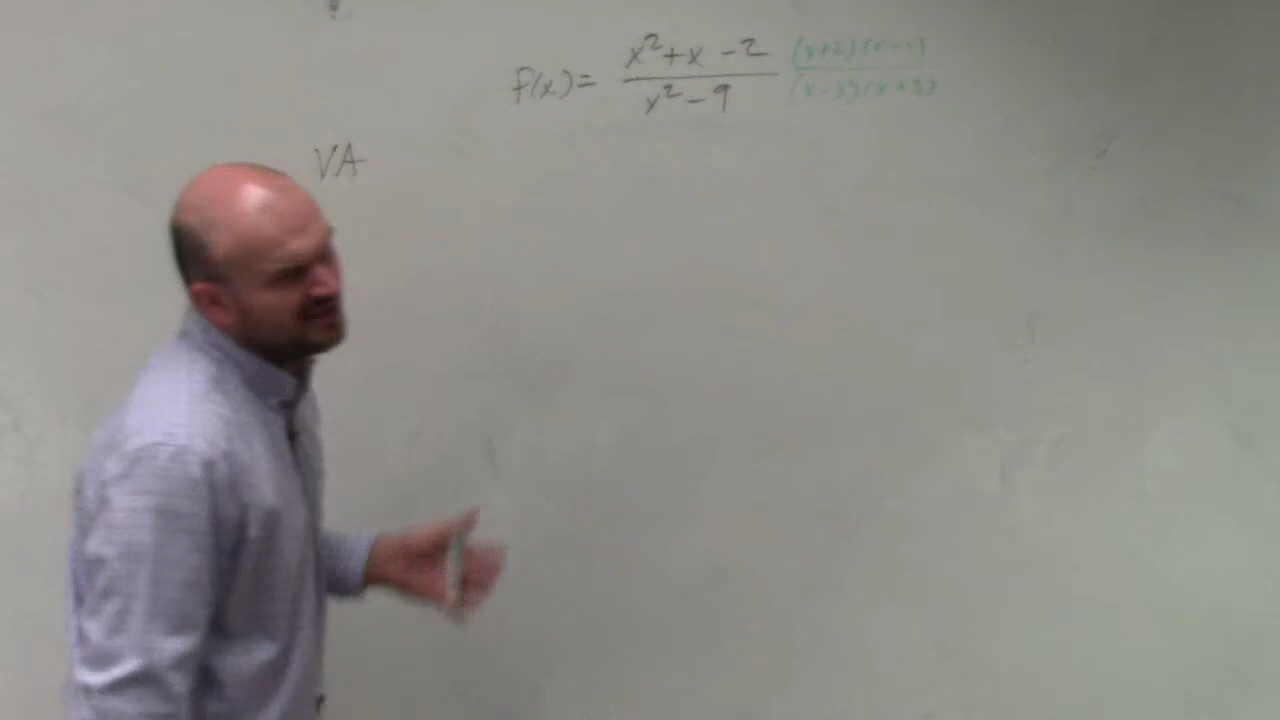 f(x) = x² + x - 2 / x² - 9 (x+2)(x-1) / (x-3)(x+3)
VA